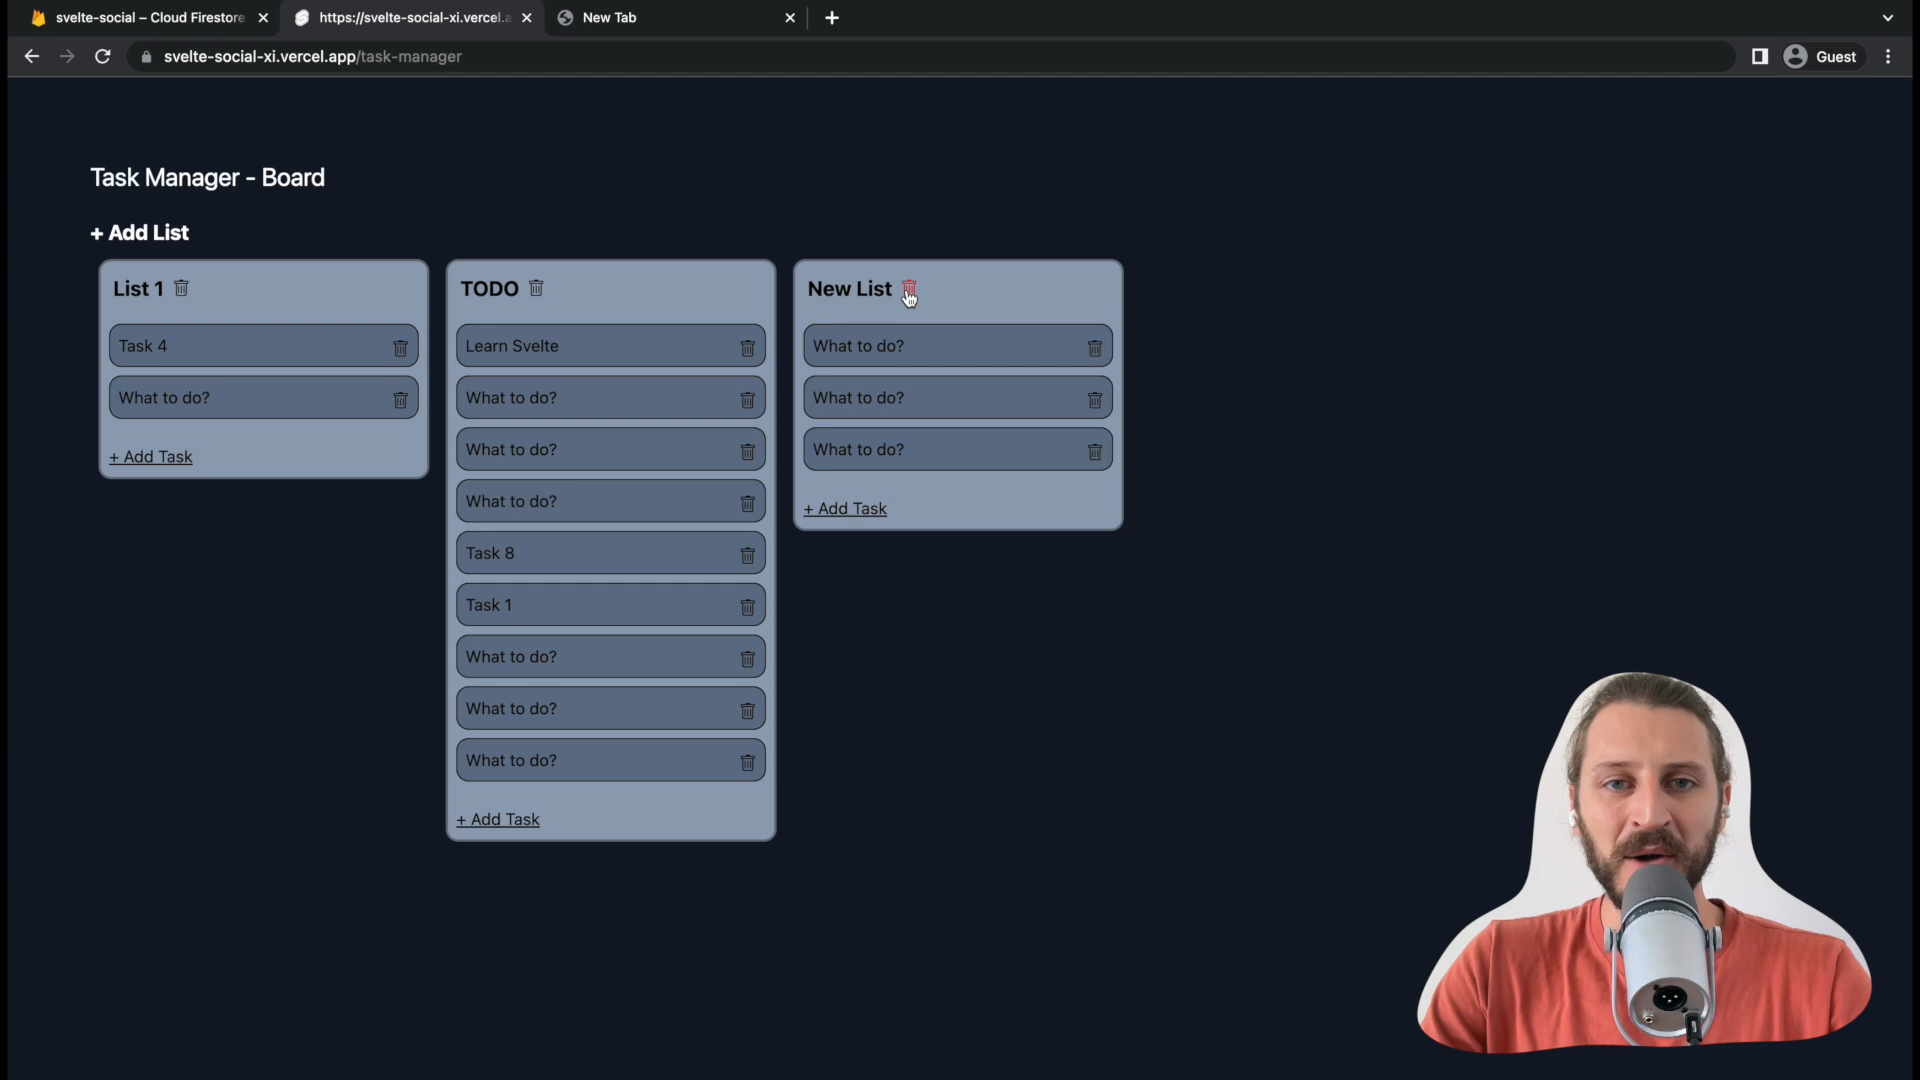 svelte-social – Cloud Firestore
https://svelte-social-xi.vercel.a
New Tab
svelte-social-xi.vercel.app/task-manager
Guest
Task Manager - Board
+ Add List
List 1
Task 4
What to do?
+ Add Task
TODO
Learn Svelte
What to do?
What to do?
What to do?
Task 8
Task 1
What to do?
What to do?
What to do?
+ Add Task
New List
What to do?
What to do?
What to do?
+ Add Task